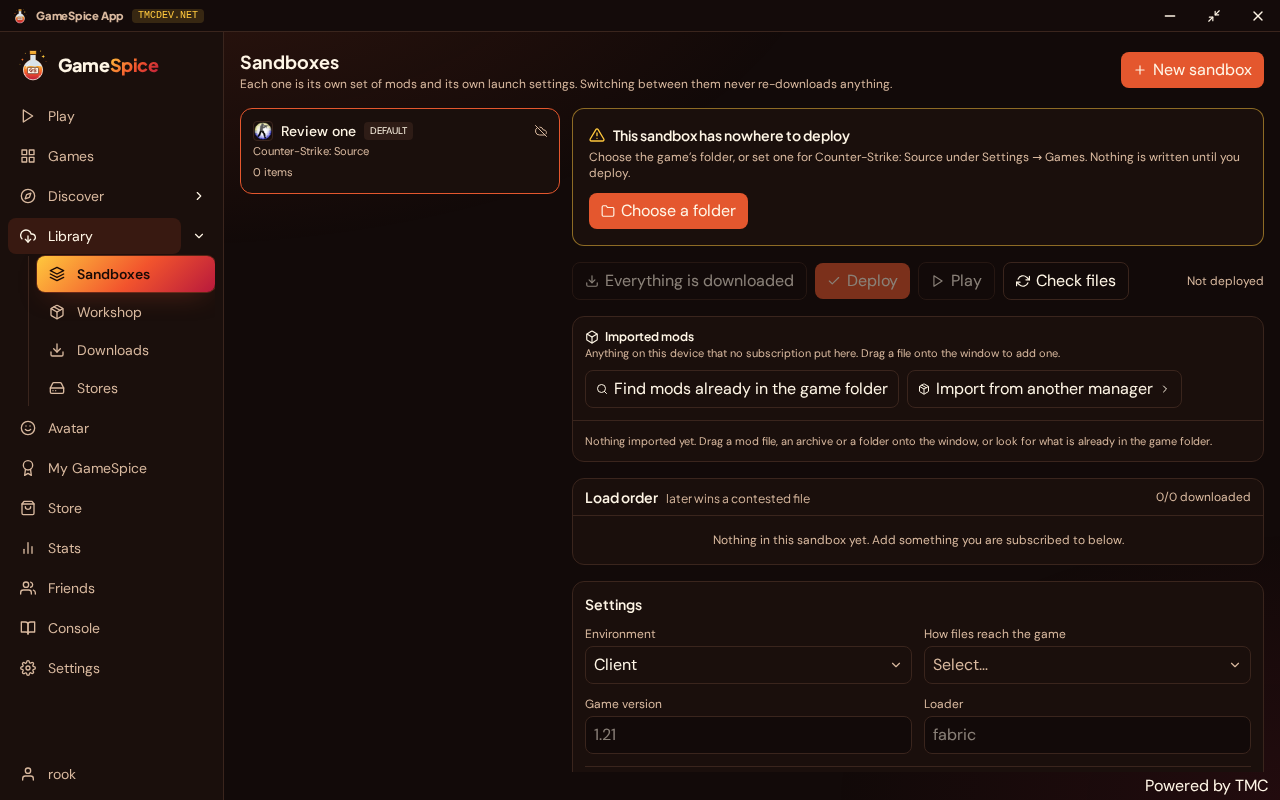 GameSpice App TMCDEV.NET
GameSpice
Play
Games
Discover
Library
Sandboxes
Workshop
Downloads
Stores
Avatar
My GameSpice
Store
Stats
Friends
Console
Settings
rook
Sandboxes
Each one is its own set of mods and its own launch settings. Switching between them never re-downloads anything.
New sandbox
Review one DEFAULT
Counter-Strike: Source
0 items
This sandbox has nowhere to deploy
Choose the game's folder, or set one for Counter-Strike: Source under Settings → Games. Nothing is written until you
deploy.
Choose a folder
Everything is downloaded Deploy Play Check files Not deployed
Imported mods
Anything on this device that no subscription put here. Drag a file onto the window to add one.
Find mods already in the game folder Import from another manager
Nothing imported yet. Drag a mod file, an archive or a folder onto the window, or look for what is already in the game folder.
Load order later wins a contested file 0/0 downloaded
Nothing in this sandbox yet. Add something you are subscribed to below.
Settings
Environment How files reach the game
Client Select...
Game version Loader
1.21 fabric
Powered by TMC